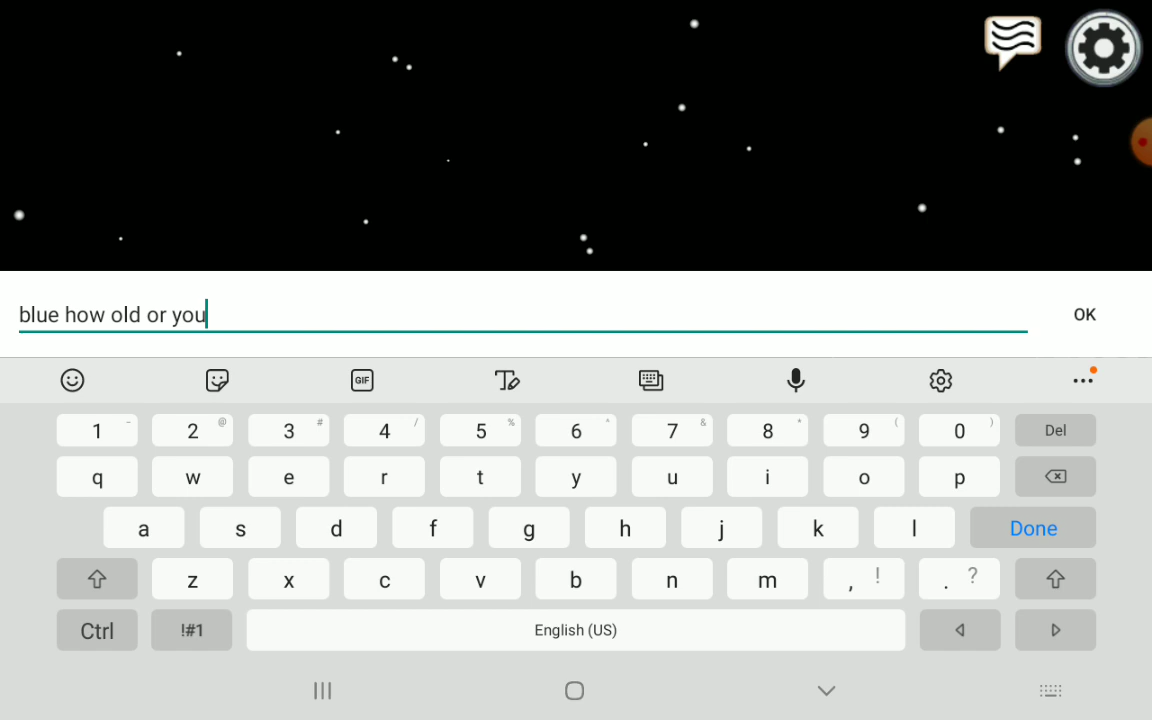 blue how old or you
OK
GIF
1 - 2 @ 3 # 4 / 5 % 6 ^ 7 & 8 * 9 ( 0 ) Del
q w e r t y u i o p
a s d f g h j k l Done
z x c v b n m , ! . ?
Ctrl !#1 English (US)